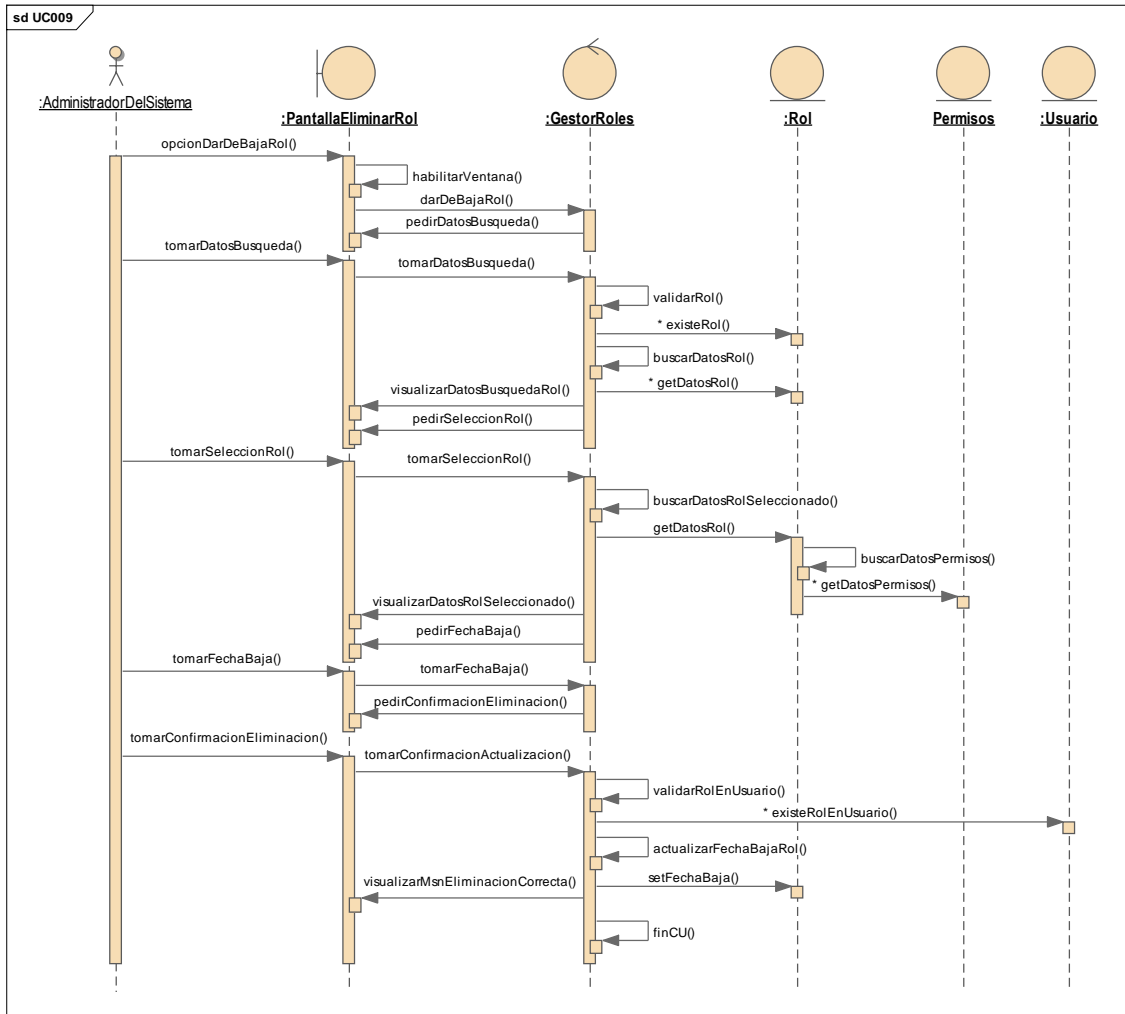 sd UC009
:AdministradorDelSistema
:PantallaEliminarRol
:GestorRoles
:Rol
Permisos
:Usuario
opcionDarDeBajaRol()
habilitarVentana()
darDeBajaRol()
pedirDatosBusqueda()
tomarDatosBusqueda()
tomarDatosBusqueda()
validarRol()
* existeRol()
buscarDatosRol()
* getDatosRol()
visualizarDatosBusquedaRol()
pedirSeleccionRol()
tomarSeleccionRol()
tomarSeleccionRol()
buscarDatosRolSeleccionado()
getDatosRol()
buscarDatosPermisos()
* getDatosPermisos()
visualizarDatosRolSeleccionado()
pedirFechaBaja()
tomarFechaBaja()
tomarFechaBaja()
pedirConfirmacionEliminacion()
tomarConfirmacionEliminacion()
tomarConfirmacionActualizacion()
validarRolEnUsuario()
* existeRolEnUsuario()
actualizarFechaBajaRol()
setFechaBaja()
visualizarMsnEliminacionCorrecta()
finCU()